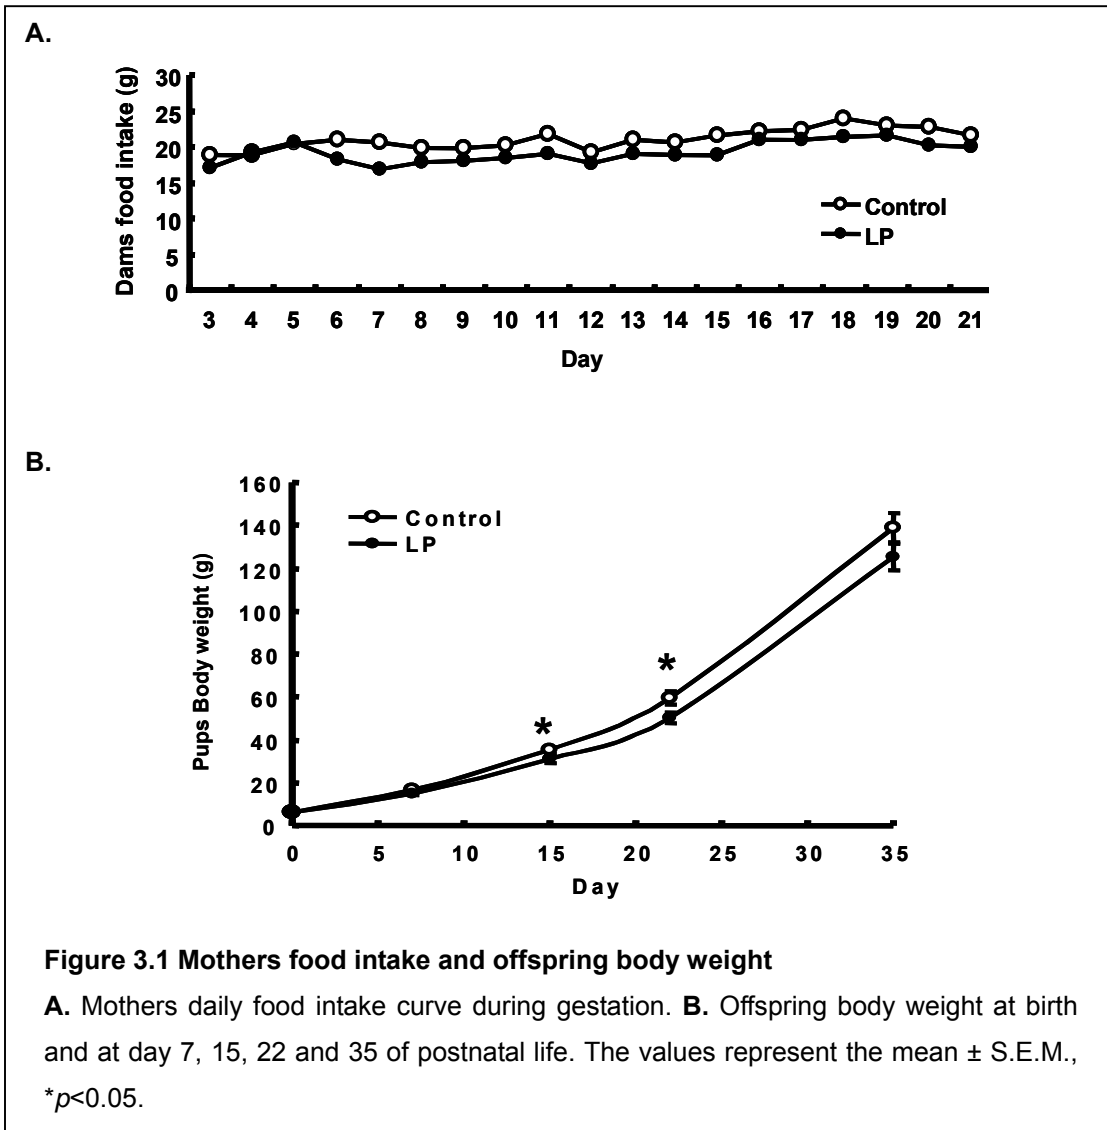 A.
Dams food intake (g)
30
25
20
15
10
5
0
Control
LP
3 4 5 6 7 8 9 10 11 12 13 14 15 16 17 18 19 20 21
Day
B.
Pups Body weight (g)
160
140
120
100
80
60
40
20
0
Control
LP
*
*
0 5 10 15 20 25 30 35
Day
Figure 3.1 Mothers food intake and offspring body weight
A. Mothers daily food intake curve during gestation. B. Offspring body weight at birth
and at day 7, 15, 22 and 35 of postnatal life. The values represent the mean ± S.E.M.,
*p<0.05.